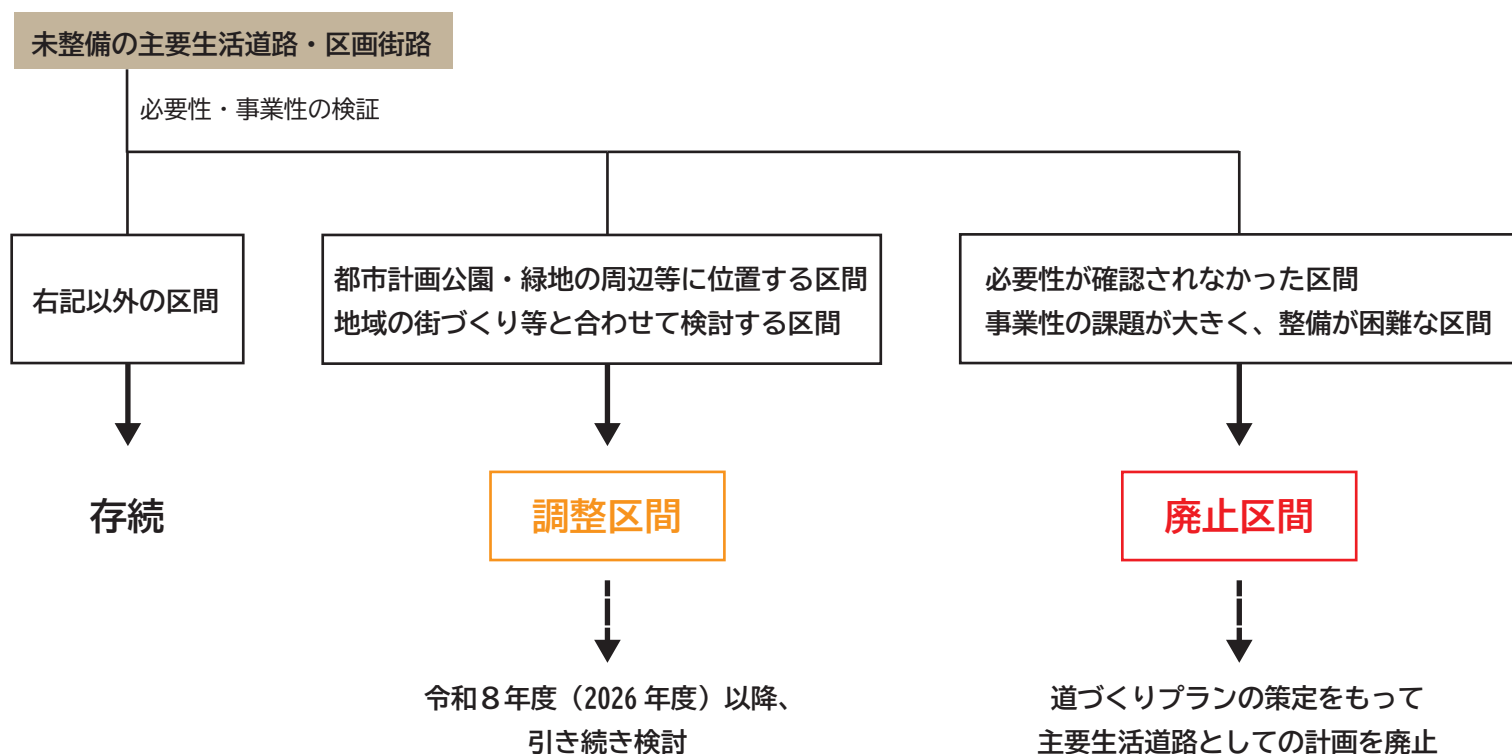 未整備の主要生活道路・区画街路
必要性・事業性の検証
右記以外の区間
都市計画公園・緑地の周辺等に位置する区間
地域の街づくり等と合わせて検討する区間
必要性が確認されなかった区間
事業性の課題が大きく、整備が困難な区間
存続
調整区間
廃止区間
令和８年度（2026 年度）以降、
引き続き検討
道づくりプランの策定をもって
主要生活道路としての計画を廃止